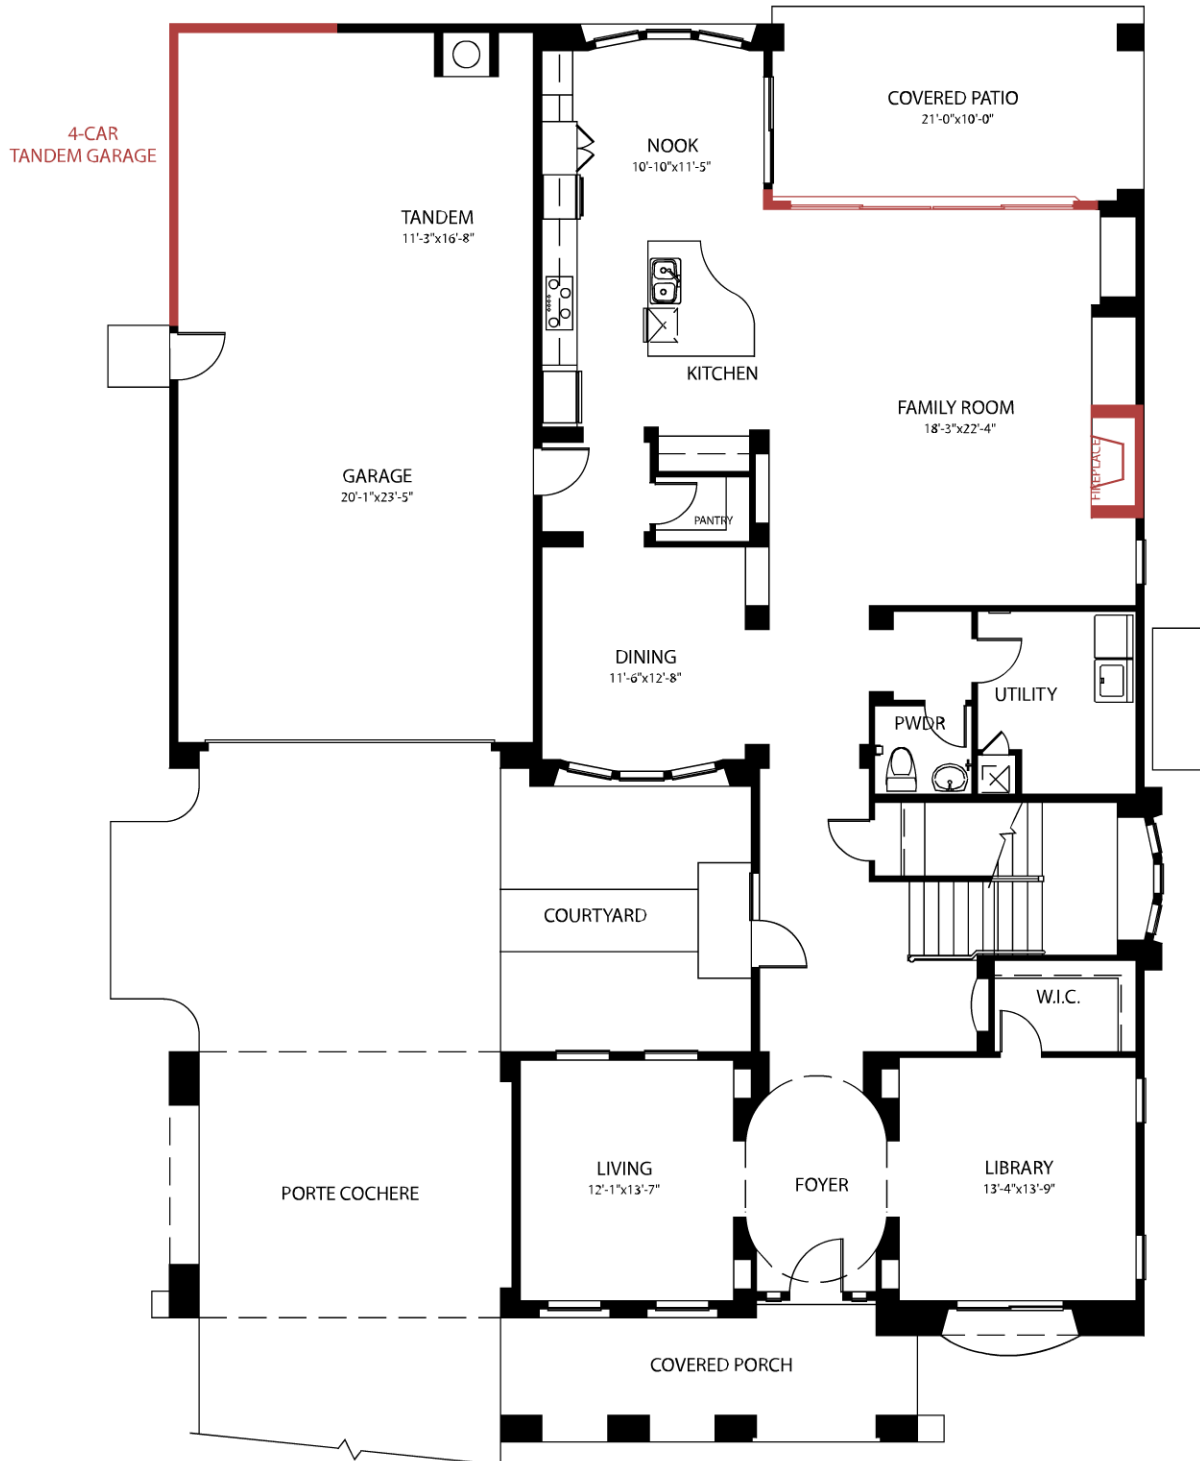 COVERED PATIO
21'-0"x10'-0"
4-CAR
TANDEM GARAGE
NOOK
10'-10"x11'-5"
TANDEM
11'-3"x16'-8"
KITCHEN
FAMILY ROOM
18'-3"x22'-4"
FIREPLACE
GARAGE
20'-1"x23'-5"
PANTRY
DINING
11'-6"x12'-8"
UTILITY
PWDR
COURTYARD
W.I.C.
LIVING
12'-1"x13'-7"
FOYER
LIBRARY
13'-4"x13'-9"
PORTE COCHERE
COVERED PORCH